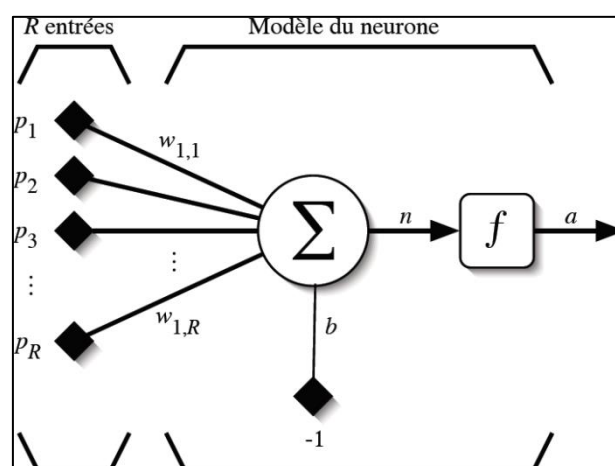 R entrées
Modèle du neurone
p1
w1,1
p2
p3
n
f
a
⋮
⋮
w1,R
pR
b
-1
Σ